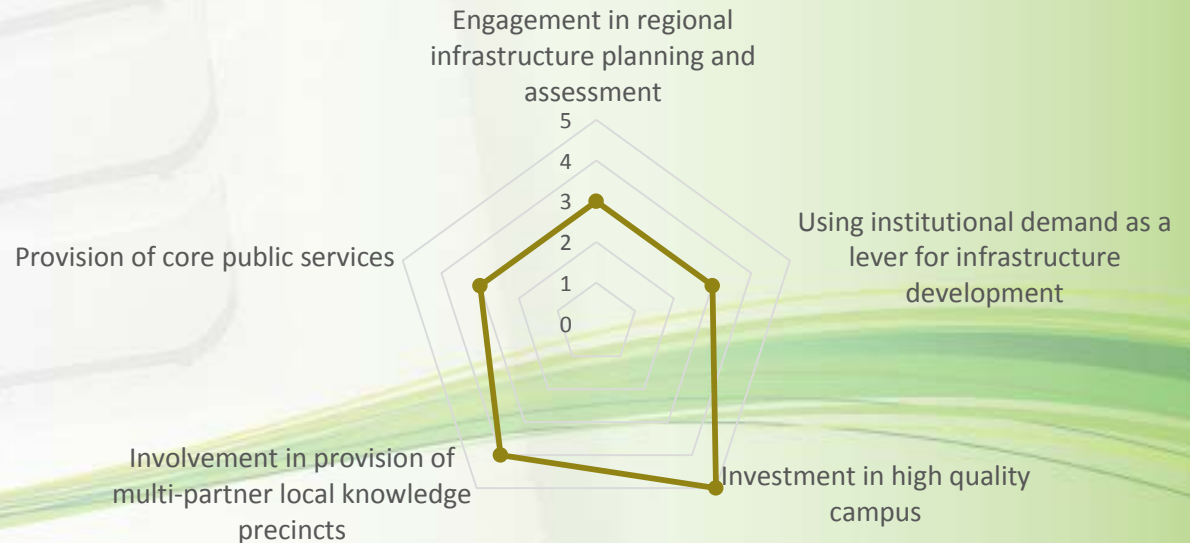 Engagement in regional
infrastructure planning and
assessment
5
4
3
2
1
0
Using institutional demand as a
lever for infrastructure
development
Investment in high quality
campus
Involvement in provision of
multi-partner local knowledge
precincts
Provision of core public services